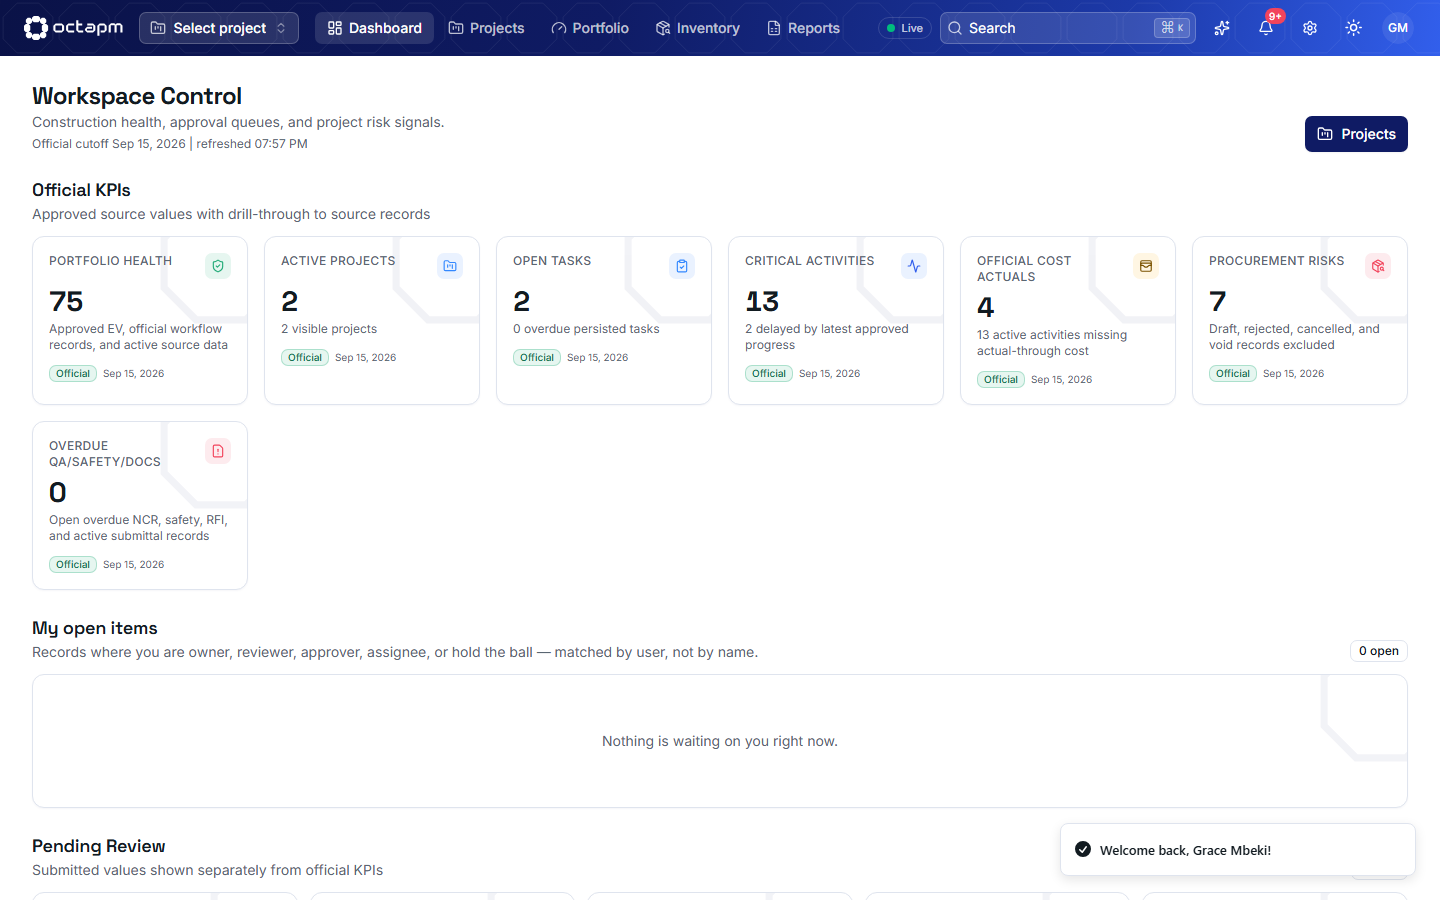 octapm
Select project
Dashboard
Projects
Portfolio
Inventory
Reports
Live
Search
⌘ K
9+
GM
Workspace Control
Construction health, approval queues, and project risk signals.
Official cutoff Sep 15, 2026 | refreshed 07:57 PM
Projects
Official KPIs
Approved source values with drill-through to source records
PORTFOLIO HEALTH
75
Approved EV, official workflow
records, and active source data
Official Sep 15, 2026
ACTIVE PROJECTS
2
2 visible projects
Official Sep 15, 2026
OPEN TASKS
2
0 overdue persisted tasks
Official Sep 15, 2026
CRITICAL ACTIVITIES
13
2 delayed by latest approved
progress
Official Sep 15, 2026
OFFICIAL COST
ACTUALS
4
13 active activities missing
actual-through cost
Official Sep 15, 2026
PROCUREMENT RISKS
7
Draft, rejected, cancelled, and
void records excluded
Official Sep 15, 2026
OVERDUE
QA/SAFETY/DOCS
0
Open overdue NCR, safety, RFI,
and active submittal records
Official Sep 15, 2026
My open items
Records where you are owner, reviewer, approver, assignee, or hold the ball — matched by user, not by name.
0 open
Nothing is waiting on you right now.
Pending Review
Submitted values shown separately from official KPIs
Welcome back, Grace Mbeki!